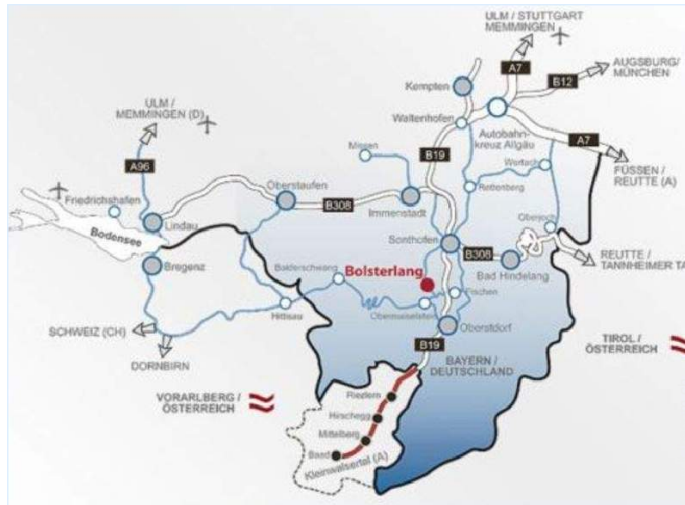 ULM / STUTTGART
MEMMINGEN
A7
AUGSBURG/
MÜNCHEN
B12
Kempten
Waltenhofen
Autobahn-
kreuz Allgäu
A7
FÜSSEN /
REUTTE (A)
ULM /
MEMMINGEN (D)
A96
Missen
B19
Wertach
Rettenberg
Friedrichshafen
Oberstaufen
Immenstadt
B308
Lindau
Oberjoch
Bodensee
Sonthofen
B308
Bad Hindelang
REUTTE /
TANNHEIMER TA
Bregenz
Balderschwang
Bolsterlang
Fischen
Hittisau
Obermaiselstein
Oberstdorf
SCHWEIZ (CH)
DORNBIRN
B19
BAYERN /
DEUTSCHLAND
TIROL /
ÖSTERREICH
VORARLBERG /
ÖSTERREICH
Riezlern
Hirschegg
Mittelberg
Baad
Kleinwalsertal (A)